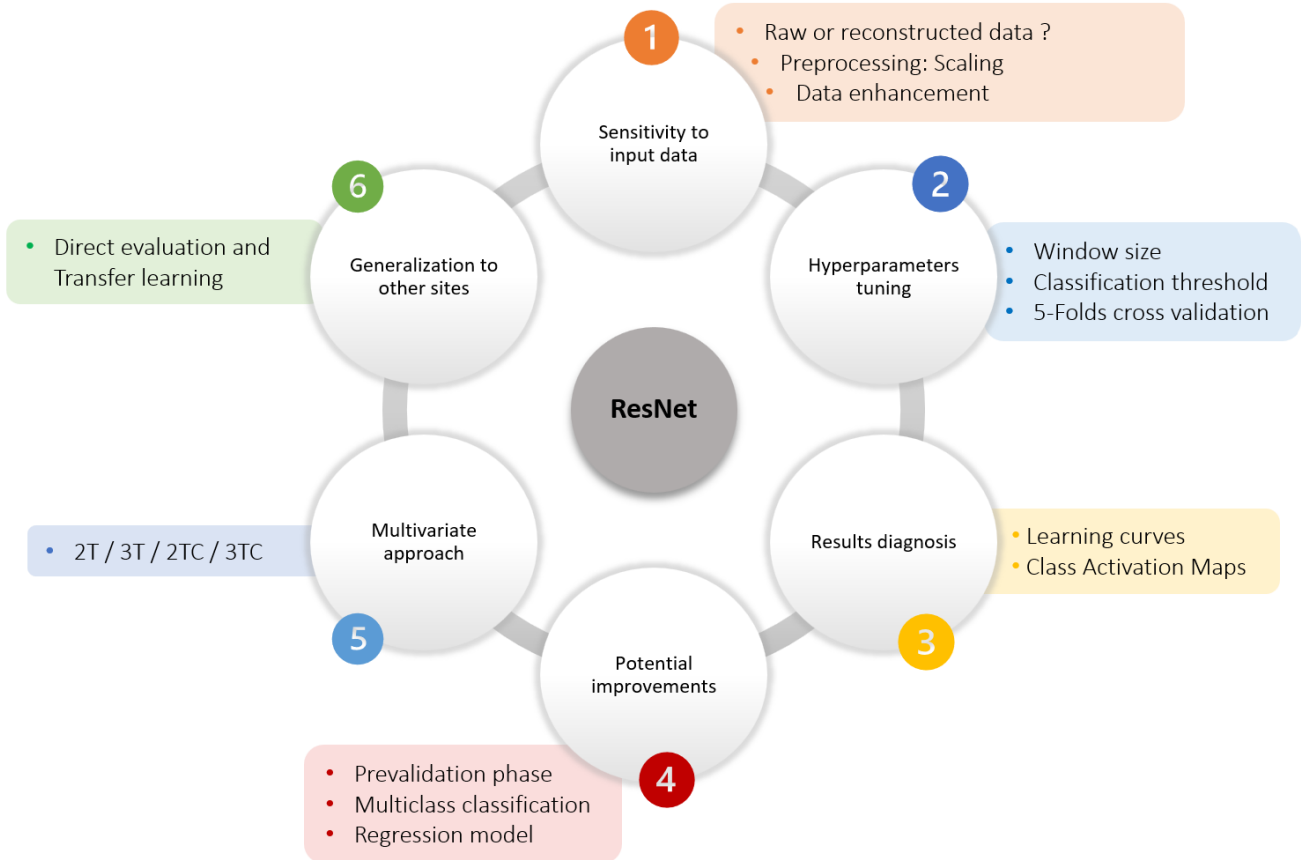 1
Sensitivity to
input data
• Raw or reconstructed data ?
• Preprocessing: Scaling
• Data enhancement
2
Hyperparameters
tuning
• Window size
• Classification threshold
• 5-Folds cross validation
3
Results diagnosis
• Learning curves
• Class Activation Maps
4
Potential
improvements
• Prevalidation phase
• Multiclass classification
• Regression model
5
Multivariate
approach
• 2T / 3T / 2TC / 3TC
6
Generalization to
other sites
• Direct evaluation and
Transfer learning
ResNet